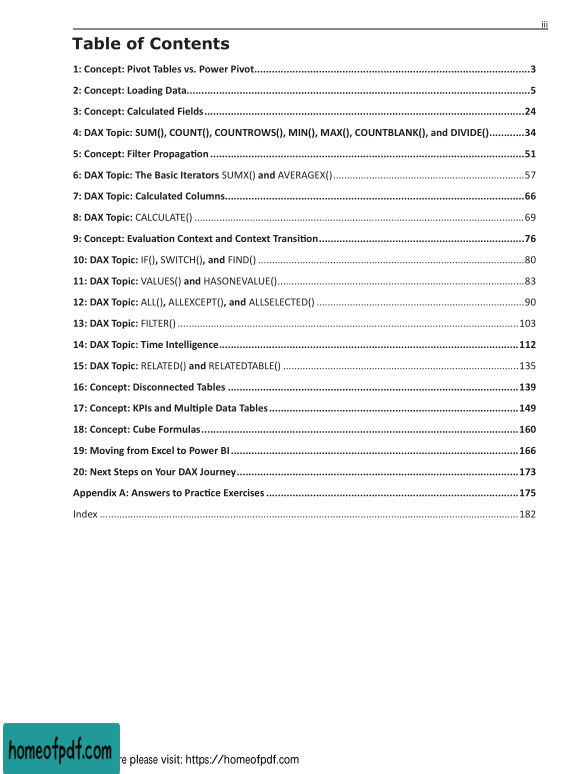 iii
Table of Contents
1: Concept: Pivot Tables vs. Power Pivot...3
2: Concept: Loading Data...5
3: Concept: Calculated Fields...24
4: DAX Topic: SUM(), COUNT(), COUNTROWS(), MIN(), MAX(), COUNTBLANK(), and DIVIDE()...34
5: Concept: Filter Propagation...51
6: DAX Topic: The Basic Iterators SUMX() and AVERAGEX()...57
7: DAX Topic: Calculated Columns...66
8: DAX Topic: CALCULATE()...69
9: Concept: Evaluation Context and Context Transition...76
10: DAX Topic: IF(), SWITCH(), and FIND()...80
11: DAX Topic: VALUES() and HASONEVALUE()...83
12: DAX Topic: ALL(), ALLEXCEPT(), and ALLSELECTED()...90
13: DAX Topic: FILTER()...103
14: DAX Topic: Time Intelligence...112
15: DAX Topic: RELATED() and RELATEDTABLE()...135
16: Concept: Disconnected Tables...139
17: Concept: KPIs and Multiple Data Tables...149
18: Concept: Cube Formulas...160
19: Moving from Excel to Power BI...166
20: Next Steps on Your DAX Journey...173
Appendix A: Answers to Practice Exercises...175
Index...182
homeofpdf.com
re please visit: https://homeofpdf.com